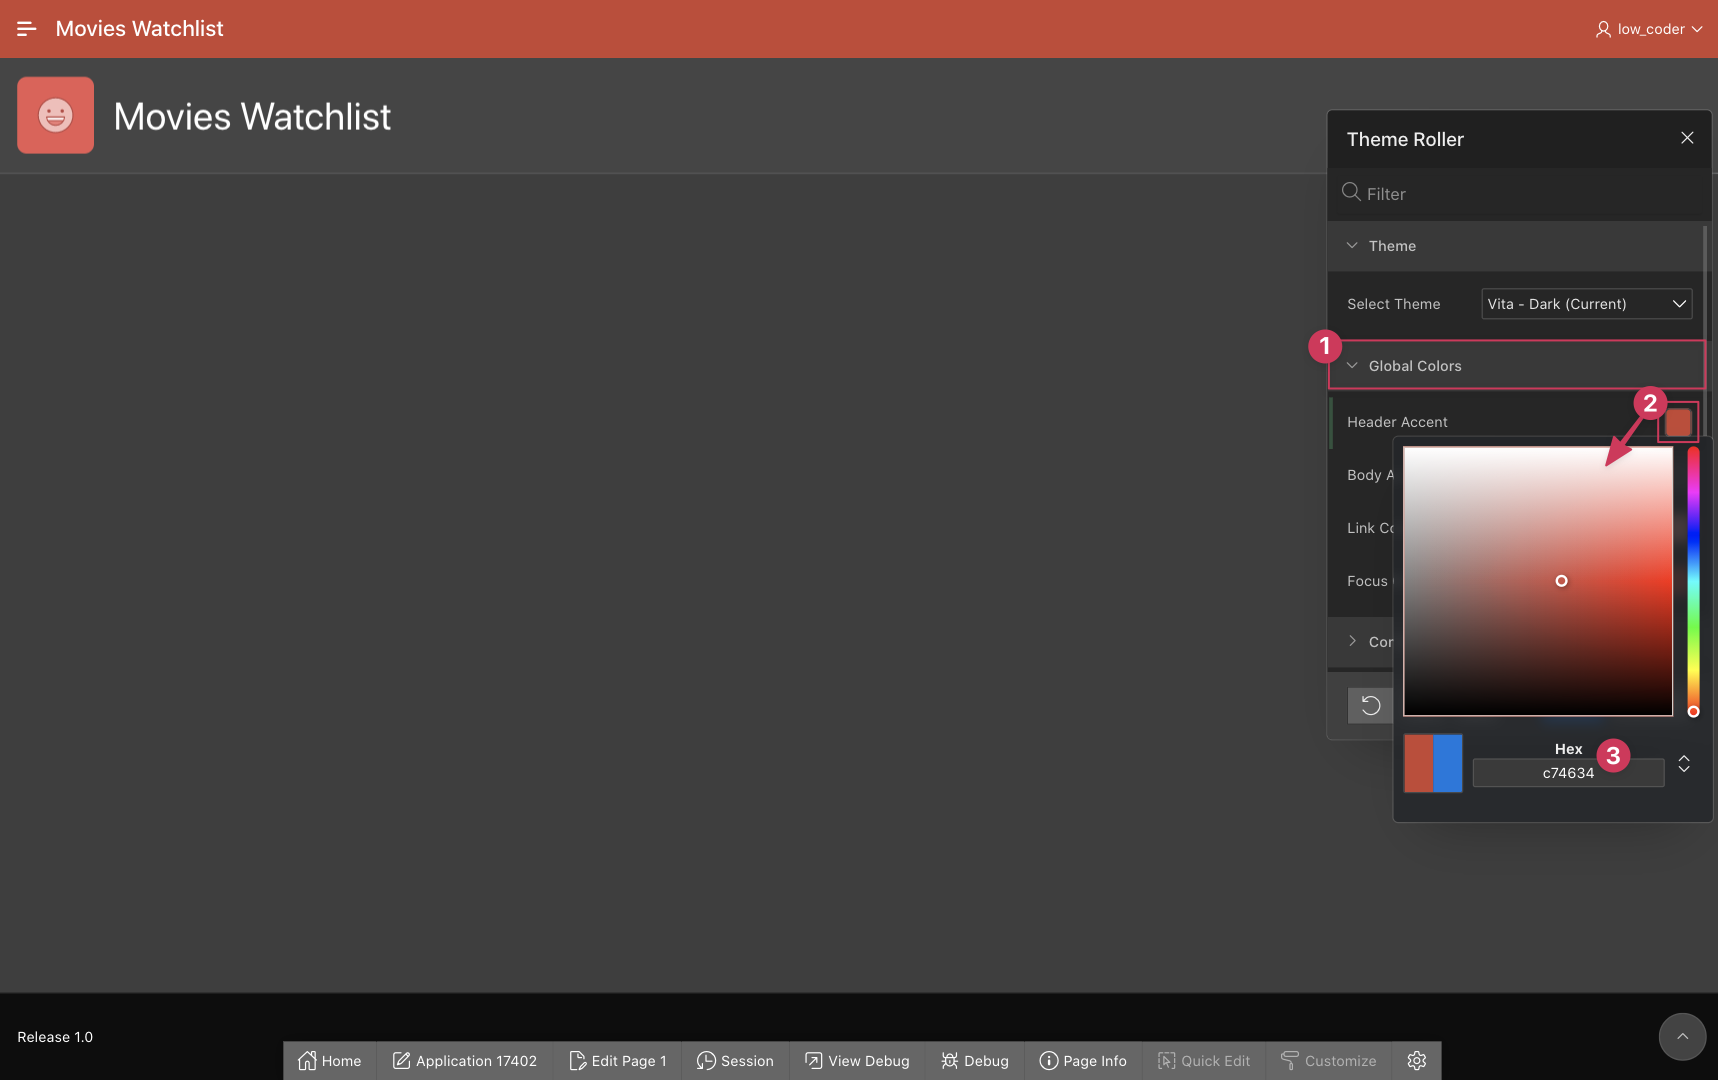 Movies Watchlist
low_coder
Movies Watchlist
Theme Roller
Filter
Theme
Select Theme
Vita - Dark (Current)
1
Global Colors
2
Header Accent
Body A
Link Co
Focus
Cor
Hex
3
c74634
Release 1.0
Home
Application 17402
Edit Page 1
Session
View Debug
Debug
Page Info
Quick Edit
Customize